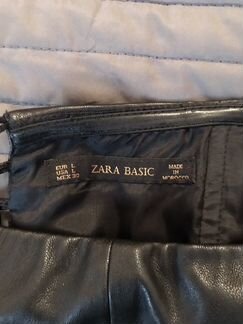 EUR L
USA L
MEX 30
ZARA BASIC
MADE
IN
MOROCCO